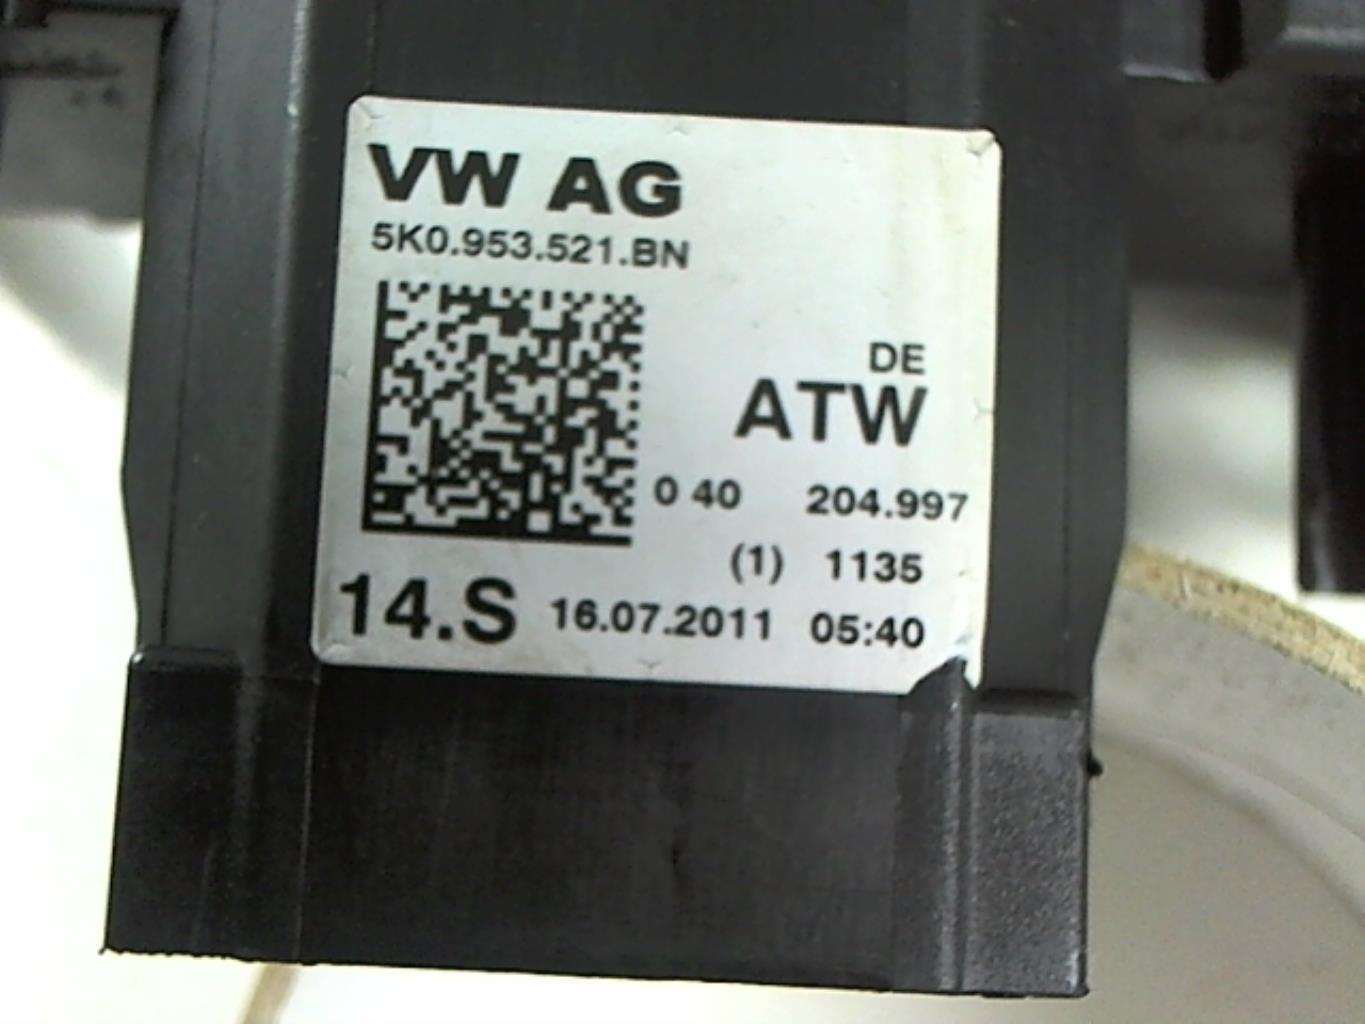 VW AG
5K0.953.521.BN
DE
ATW
0 40 204.997
(1) 1135
14.S 16.07.2011 05:40